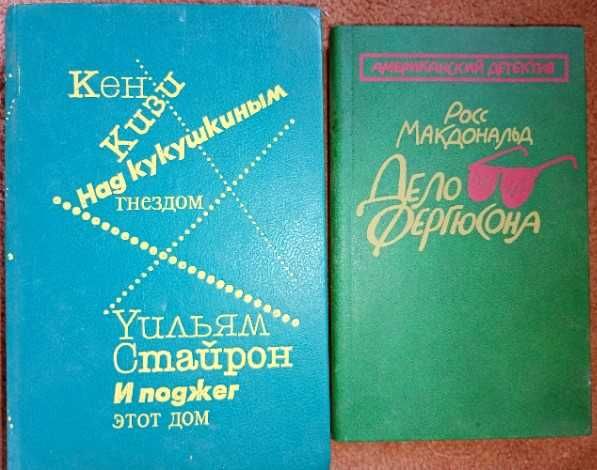 Кен
Кизи
Над кукушкиным
гнездом
Уильям
Стайрон
И поджег
этот дом
АМЕРИКАНСКИЙ ДЕТЕКТИВ
Росс
Макдональд
Дело
Фергюсона